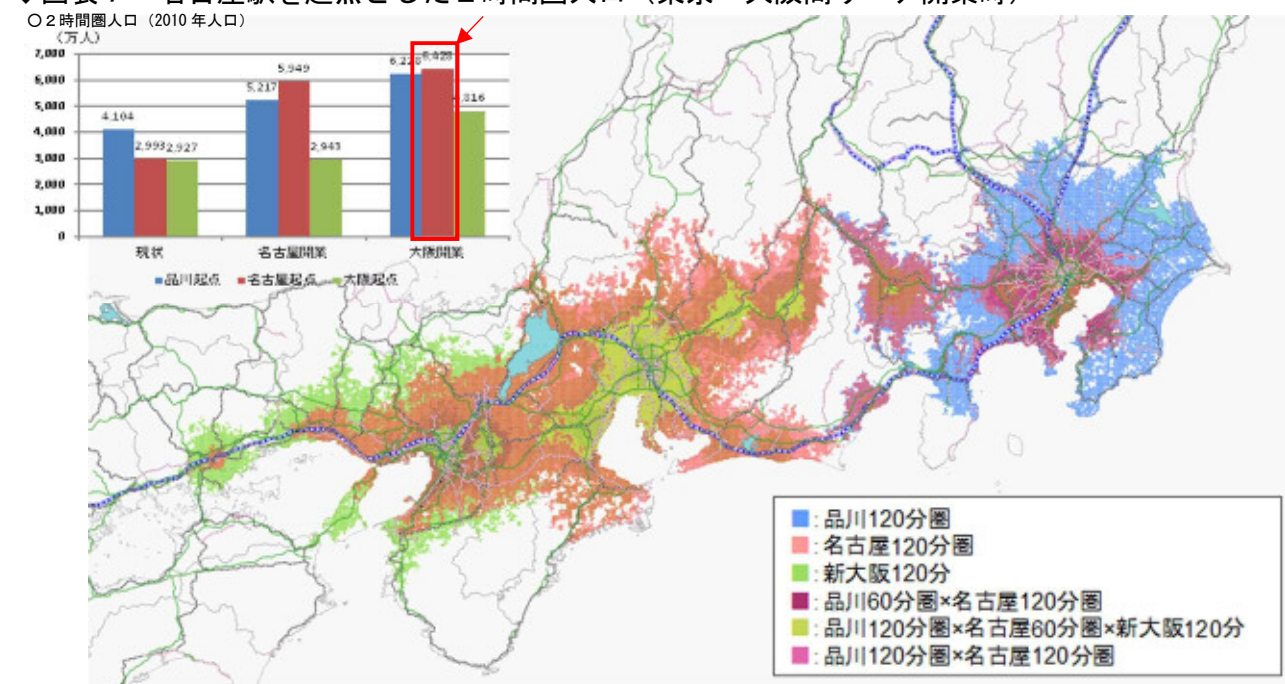 ○2時間圏人口（2010年人口）
（万人）
7,000
6,000
5,000
4,000
3,000
2,000
1,000
0
4,104
2,993
2,927
5,217
5,949
2,943
現状
名古屋開業
大阪開業
品川起点
名古屋起点
大阪起点
:品川120分圏
:名古屋120分圏
:新大阪120分
:品川60分圏×名古屋120分圏
:品川120分圏×名古屋60分圏×新大阪120分
:品川120分圏×名古屋120分圏